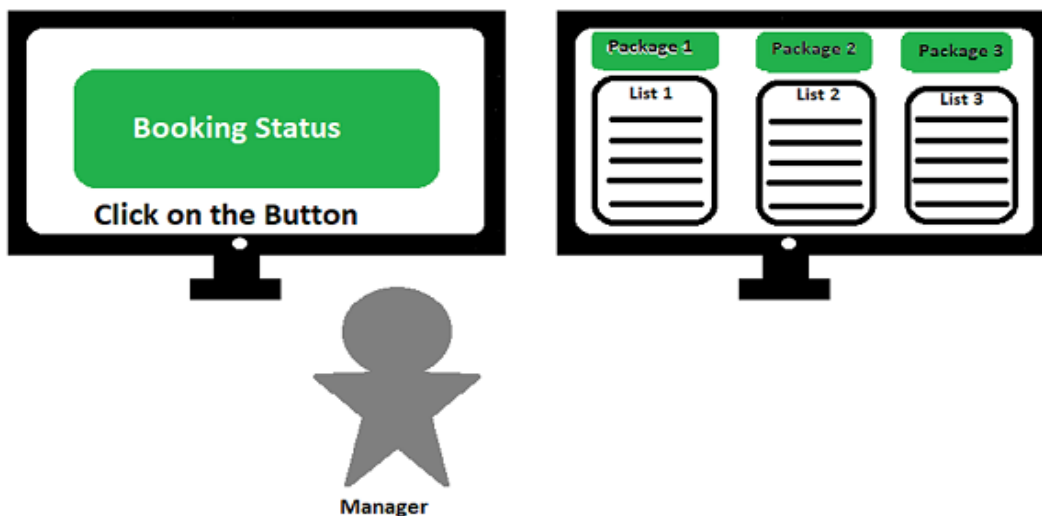 Booking Status
Click on the Button
Package 1
Package 2
Package 3
List 1
List 2
List 3
Manager